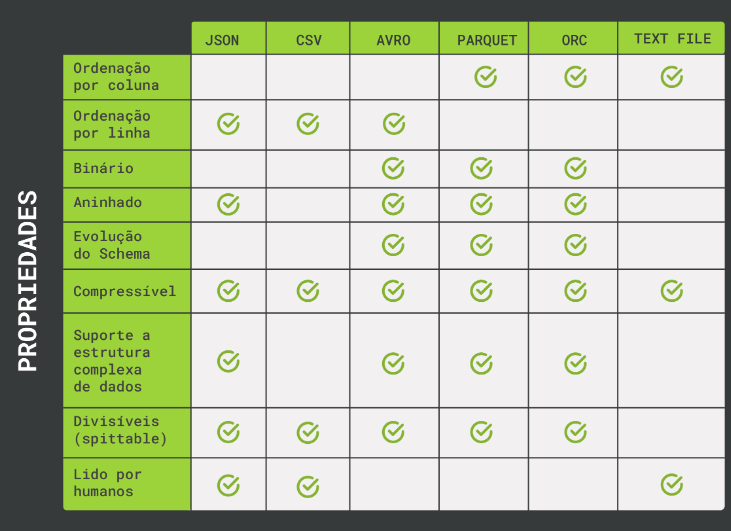 JSON CSV AVRO PARQUET ORC TEXT FILE
PROPRIEDADES
Ordenação
por coluna
Ordenação
por linha
Binário
Aninhado
Evolução
do Schema
Compressível
Suporte a
estrutura
complexa
de dados
Divisíveis
(spittable)
Lido por
humanos